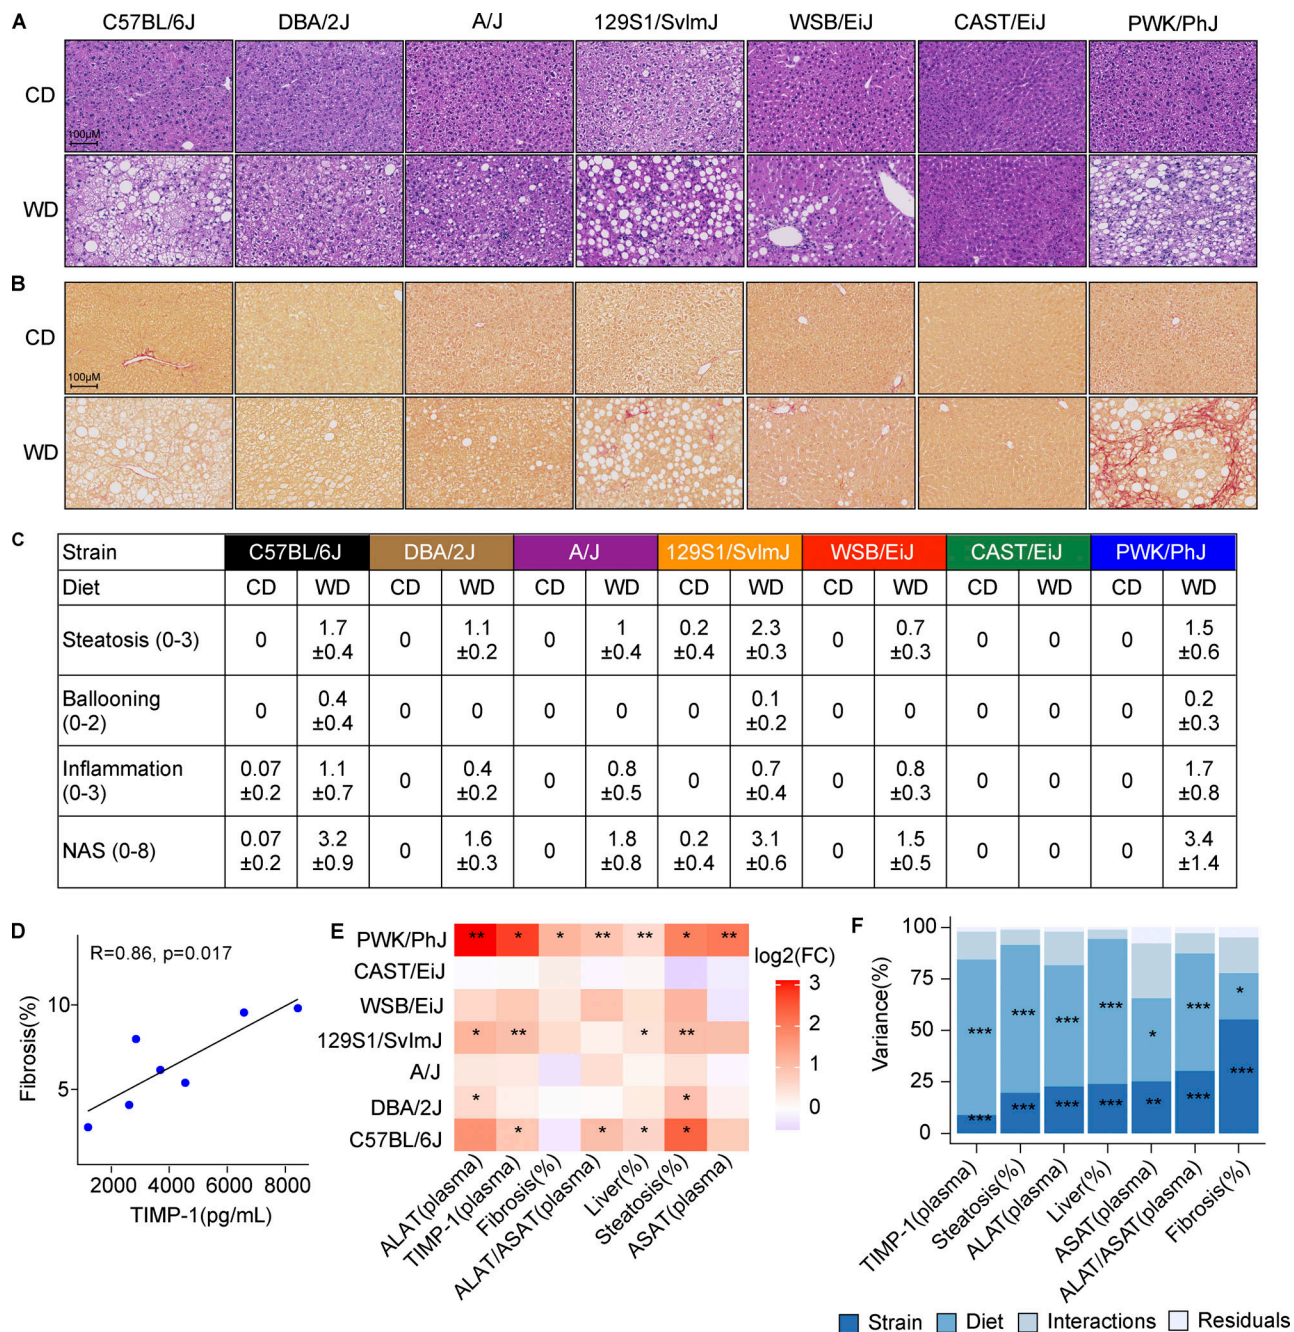 A
C57BL/6J DBA/2J A/J 129S1/SvlmJ WSB/EiJ CAST/EiJ PWK/PhJ
CD
100µM
WD
B
CD
100µM
WD
C
Strain C57BL/6J DBA/2J A/J 129S1/SvlmJ WSB/EiJ CAST/EiJ PWK/PhJ
Diet CD WD CD WD CD WD CD WD CD WD CD WD CD WD
Steatosis (0-3) 0 1.7 ±0.4 0 1.1 ±0.2 0 1 ±0.4 0.2 ±0.4 2.3 ±0.3 0 0.7 ±0.3 0 0 0 1.5 ±0.6
Ballooning (0-2) 0 0.4 ±0.4 0 0 0 0 0 0.1 ±0.2 0 0 0 0 0 0.2 ±0.3
Inflammation (0-3) 0.07 ±0.2 1.1 ±0.7 0 0.4 ±0.2 0 0.8 ±0.5 0 0.7 ±0.4 0 0.8 ±0.3 0 0 0 1.7 ±0.8
NAS (0-8) 0.07 ±0.2 3.2 ±0.9 0 1.6 ±0.3 0 1.8 ±0.8 0.2 ±0.4 3.1 ±0.6 0 1.5 ±0.5 0 0 0 3.4 ±1.4
D
R=0.86, p=0.017
Fibrosis(%)
10
5
2000 4000 6000 8000
TIMP-1(pg/mL)
E
PWK/PhJ ** * * ** ** * **
CAST/EiJ
WSB/EiJ
129S1/SvlmJ * ** * **
A/J
DBA/2J * *
C57BL/6J * * * *
ALAT(plasma)
TIMP-1(plasma)
Fibrosis(%)
ALAT/ASAT(plasma)
Liver(%)
Steatosis(%)
ASAT(plasma)
log2(FC)
3
2
1
0
F
Variance(%)
100
75
50
25
0
*** *** *** *** * *** *
*** *** *** *** ** *** ***
TIMP-1(plasma)
Steatosis(%)
ALAT(plasma)
Liver(%)
ASAT(plasma)
ALAT/ASAT(plasma)
Fibrosis(%)
Strain Diet Interactions Residuals